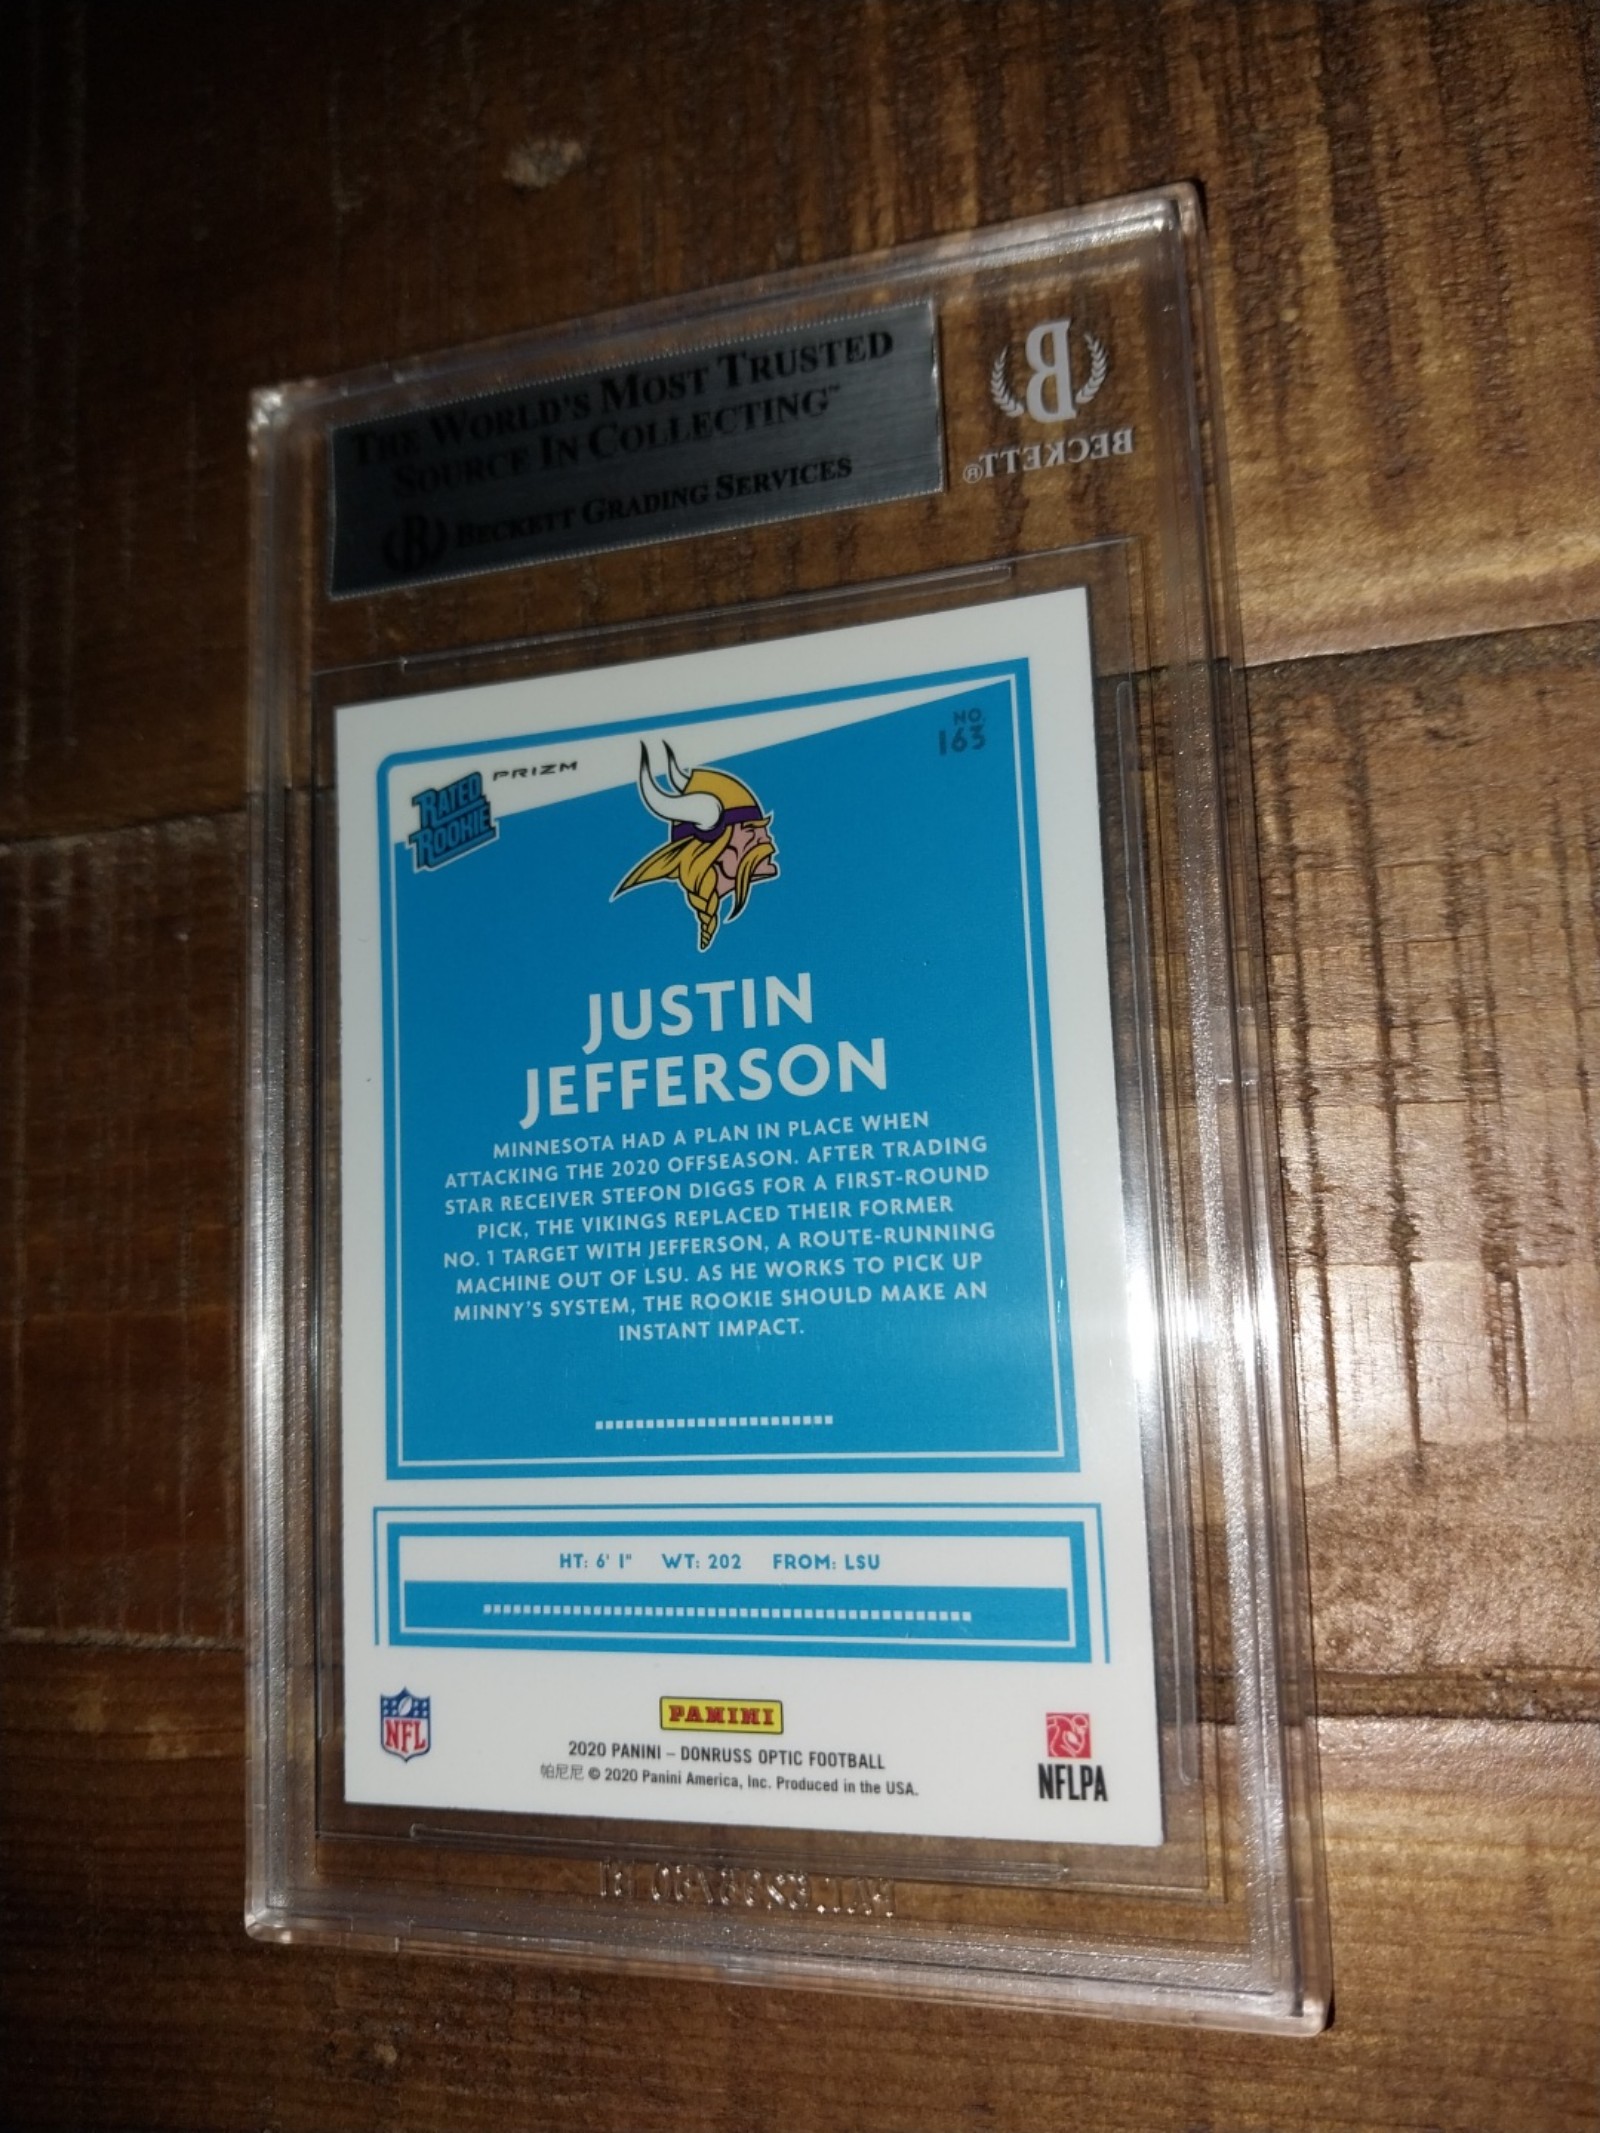 THE WORLD'S MOST TRUSTED
SOURCE IN COLLECTING™
BECKETT GRADING SERVICES
B
BECKETT®
NO.
163
RATED
ROOKIE
PRIZM
JUSTIN
JEFFERSON
MINNESOTA HAD A PLAN IN PLACE WHEN
ATTACKING THE 2020 OFFSEASON. AFTER TRADING
STAR RECEIVER STEFON DIGGS FOR A FIRST-ROUND
PICK, THE VIKINGS REPLACED THEIR FORMER
NO. 1 TARGET WITH JEFFERSON, A ROUTE-RUNNING
MACHINE OUT OF LSU. AS HE WORKS TO PICK UP
MINNY'S SYSTEM, THE ROOKIE SHOULD MAKE AN
INSTANT IMPACT.
HT: 6' 1" WT: 202 FROM: LSU
NFL
PANINI
2020 PANINI – DONRUSS OPTIC FOOTBALL
帕尼尼 © 2020 Panini America, Inc. Produced in the USA.
NFLPA